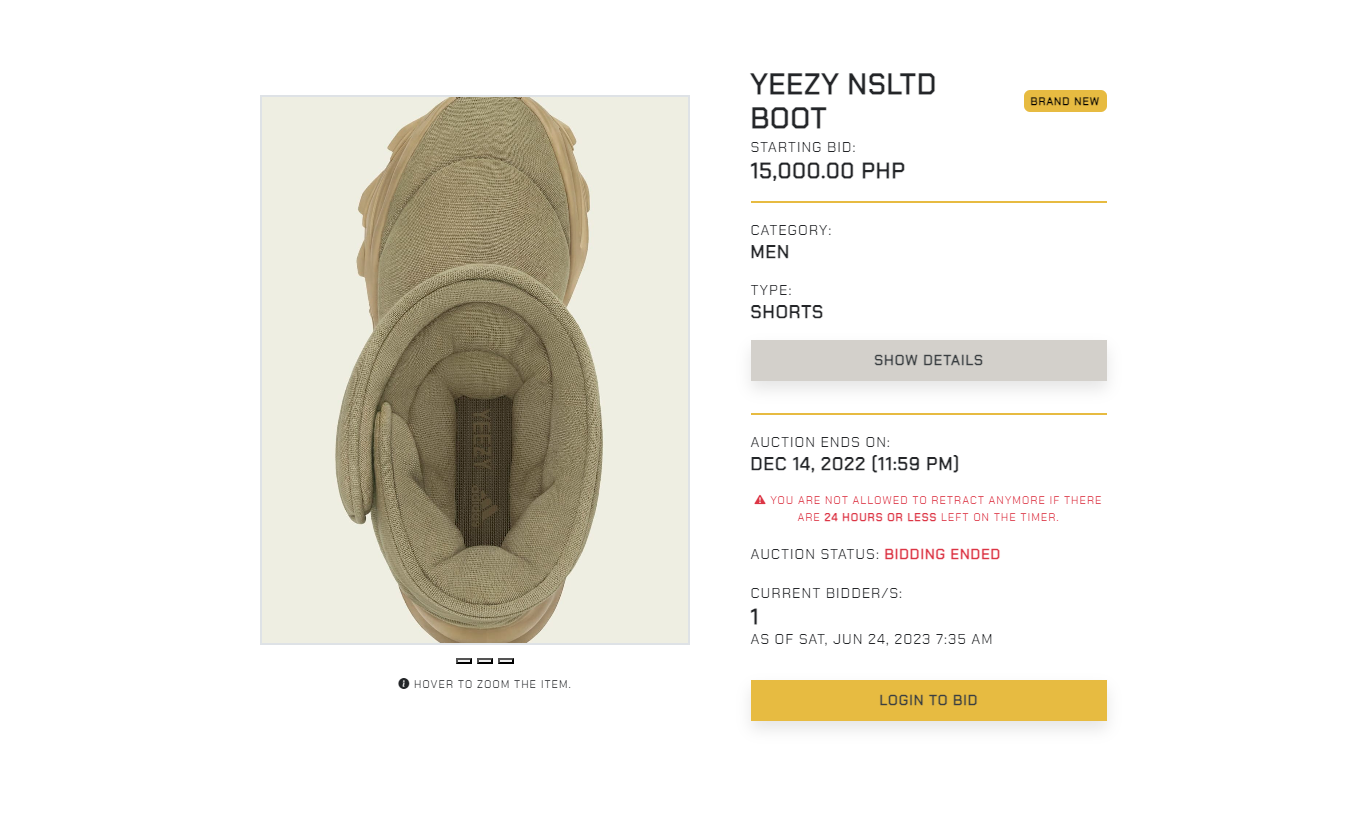 YEEZY NSLTD
BOOT
BRAND NEW
STARTING BID:
15,000.00 PHP
CATEGORY:
MEN
TYPE:
SHORTS
SHOW DETAILS
AUCTION ENDS ON:
DEC 14, 2022 (11:59 PM)
YOU ARE NOT ALLOWED TO RETRACT ANYMORE IF THERE
ARE 24 HOURS OR LESS LEFT ON THE TIMER.
AUCTION STATUS: BIDDING ENDED
CURRENT BIDDER/S:
1
AS OF SAT, JUN 24, 2023 7:35 AM
LOGIN TO BID
YEEZY
adidas
HOVER TO ZOOM THE ITEM.